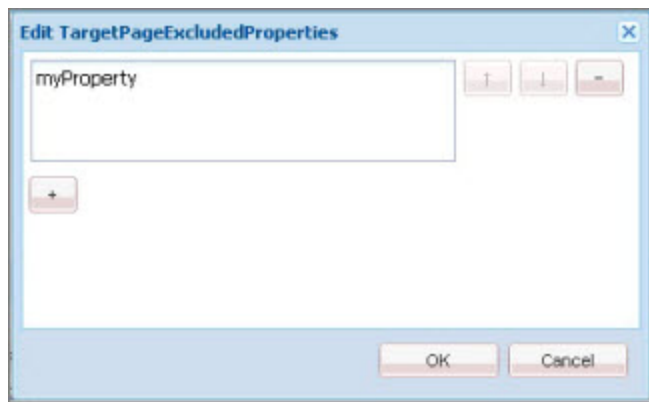 Edit TargetPageExcludedProperties
myProperty
↑ ↓ -
+
OK Cancel